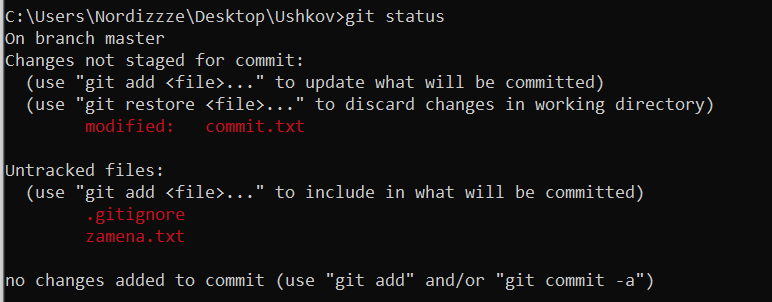 C:\Users\Nordizzze\Desktop\Ushkov>git status
On branch master
Changes not staged for commit:
  (use "git add <file>..." to update what will be committed)
  (use "git restore <file>..." to discard changes in working directory)
        modified:   commit.txt

Untracked files:
  (use "git add <file>..." to include in what will be committed)
        .gitignore
        zamena.txt

no changes added to commit (use "git add" and/or "git commit -a")